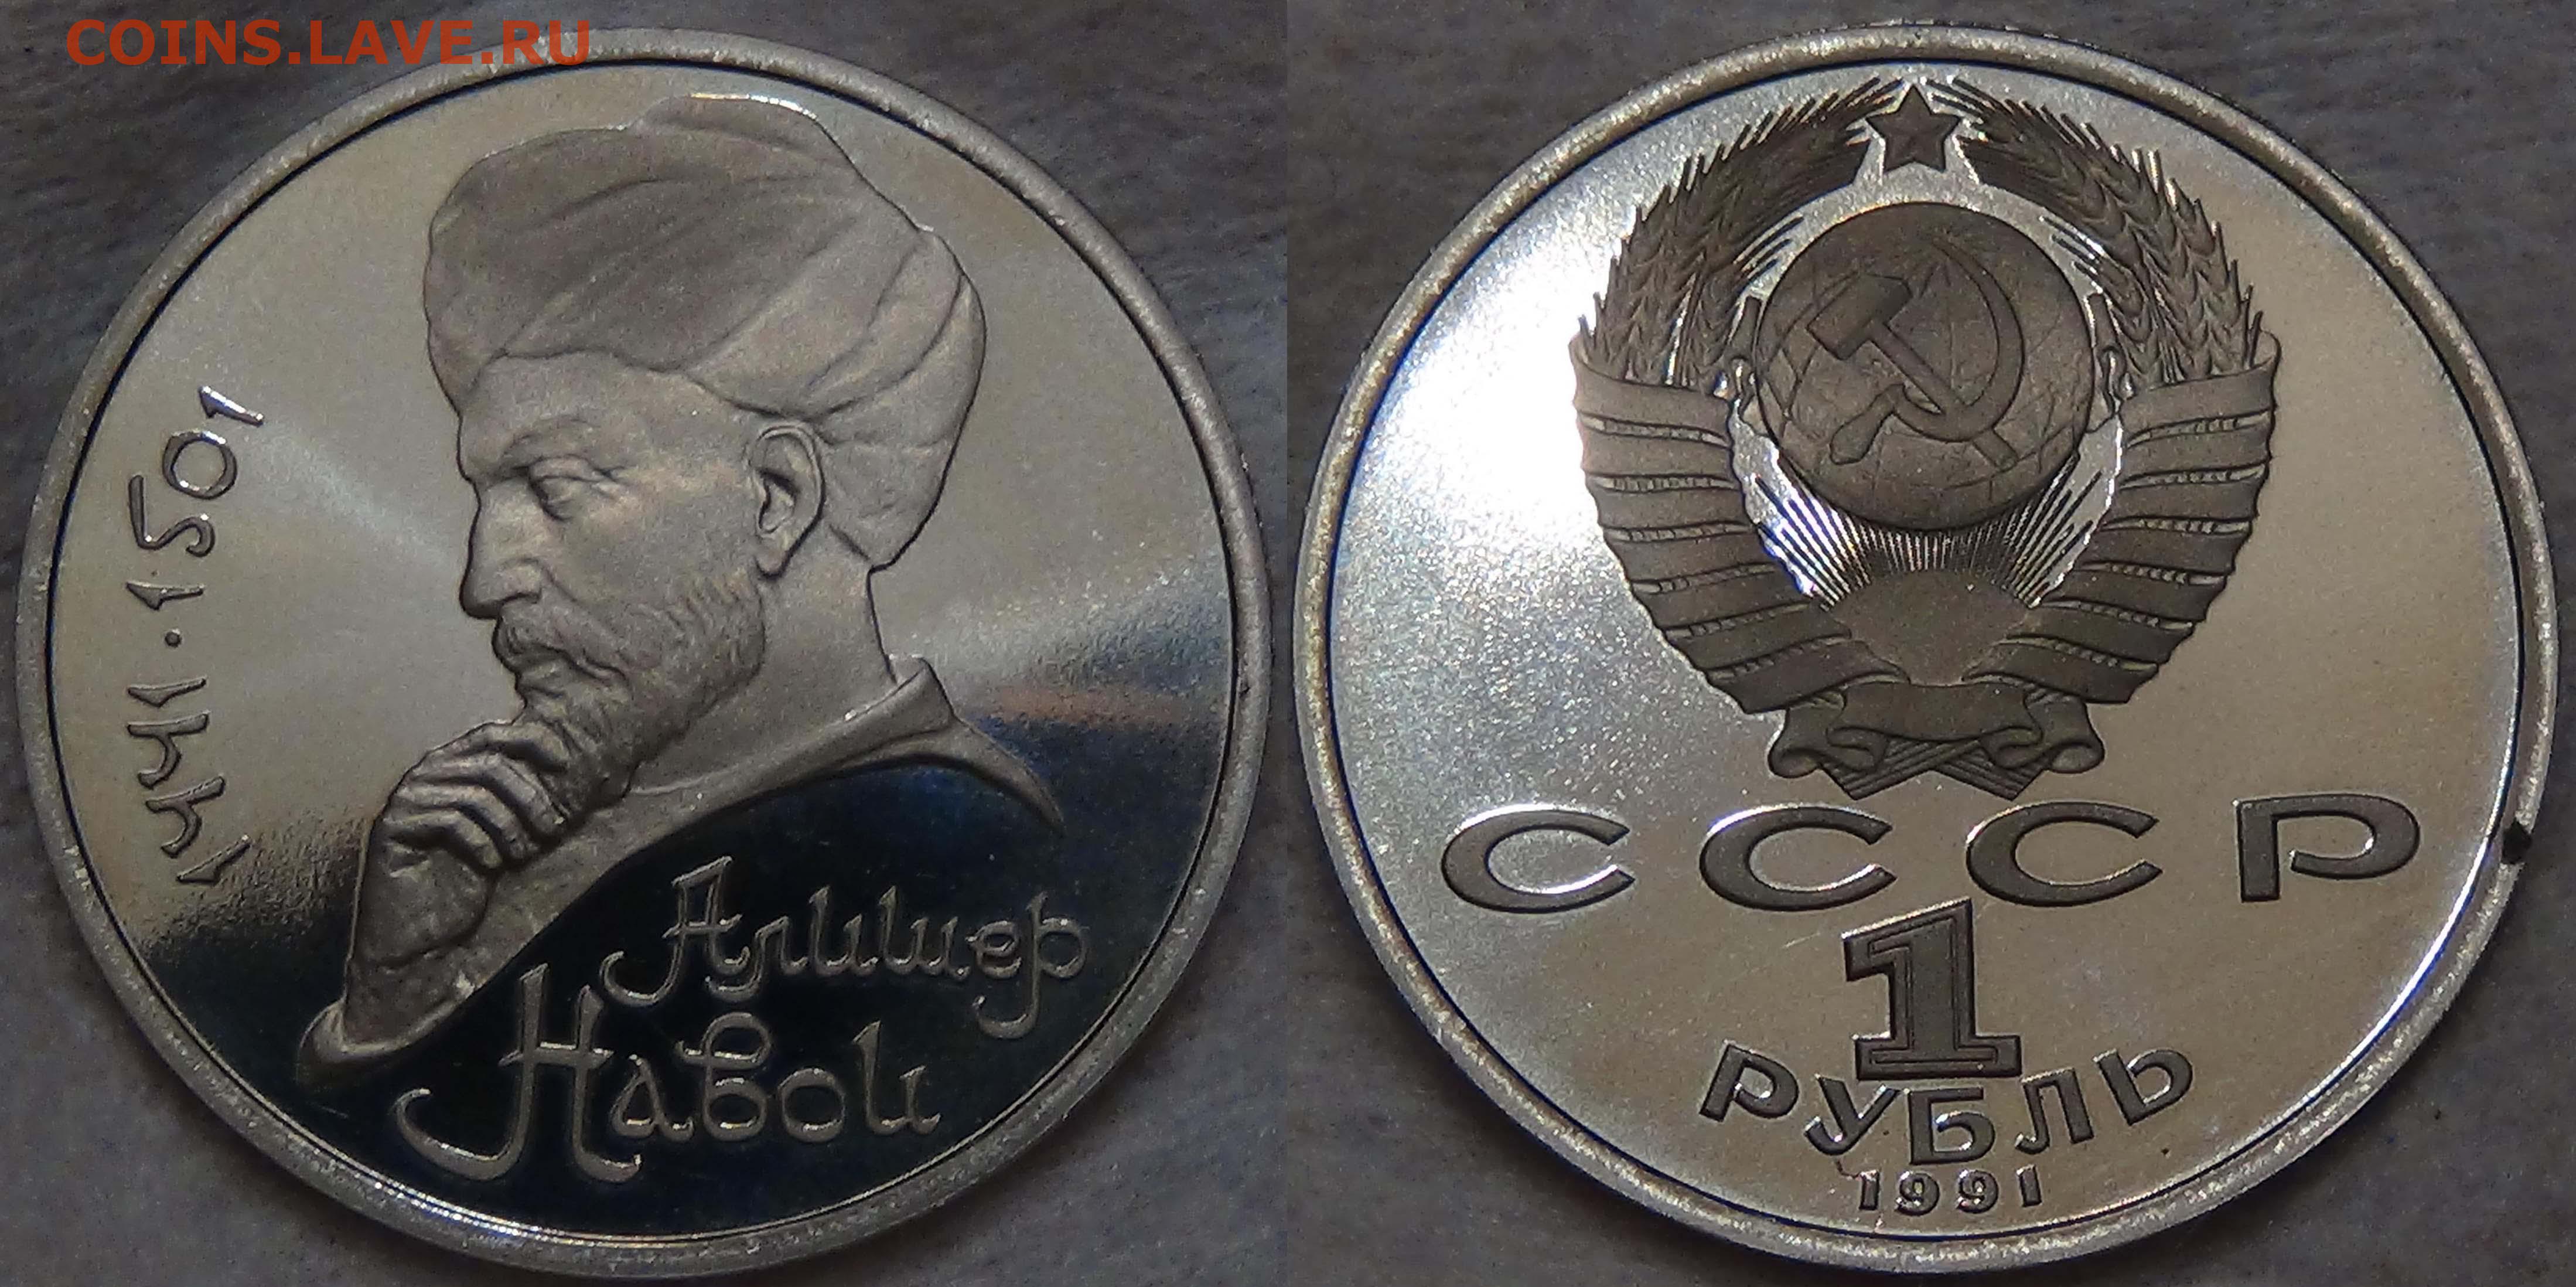 COINS.LAVE.RU
1441·1501
Алишер
Навои
СССР
1
РУБЛЬ
1991